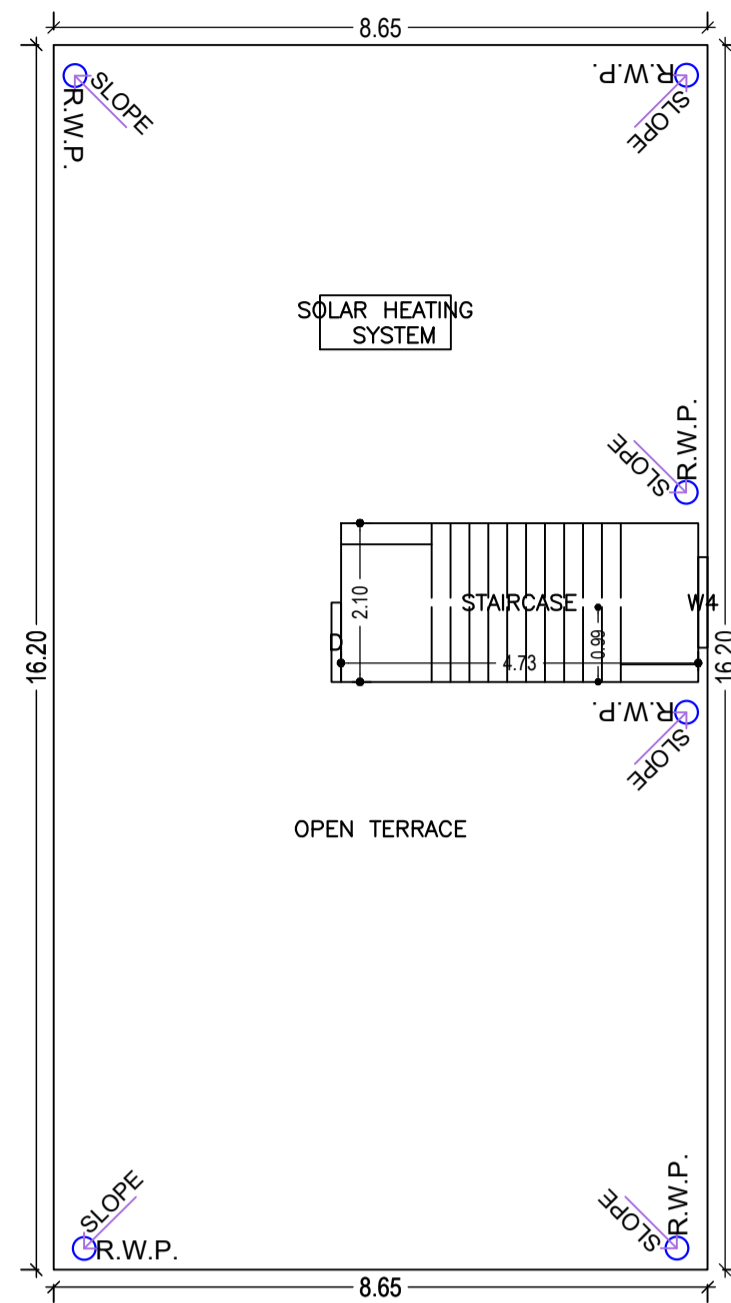 8.65
SLOPE
R.W.P.
R.W.P.
SLOPE
SOLAR HEATING
SYSTEM
R.W.P.
SLOPE
2.10
STAIRCASE
W4
0.99
D
4.73
16.20
16.20
R.W.P.
SLOPE
OPEN TERRACE
SLOPE
R.W.P.
SLOPE
R.W.P.
8.65